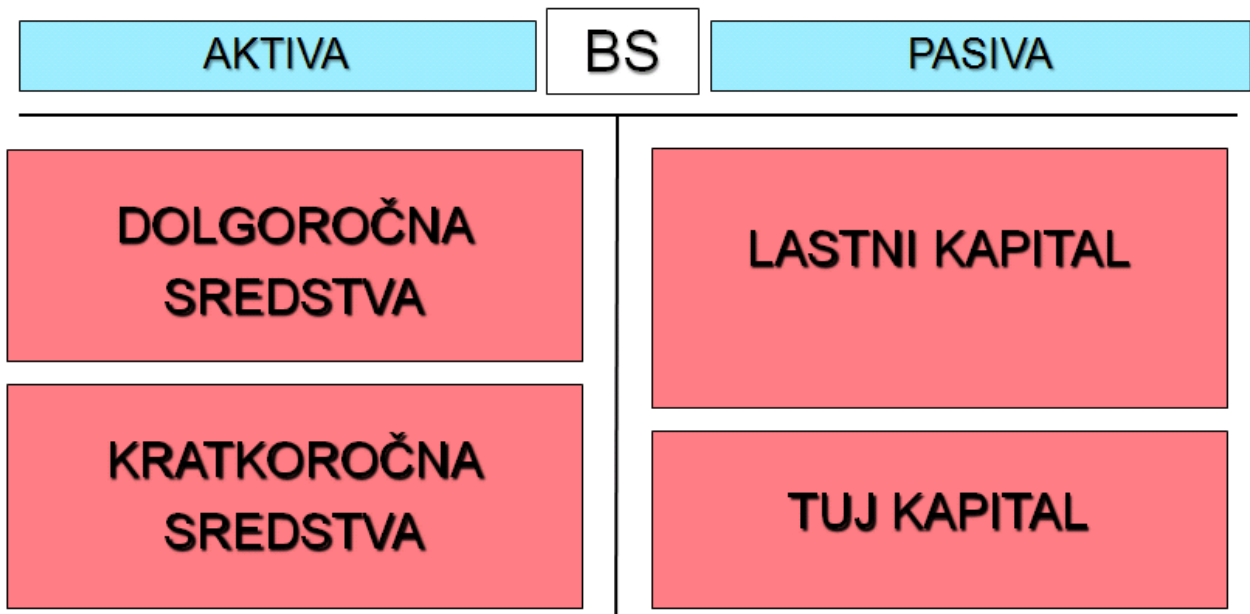 AKTIVA
BS
PASIVA
DOLGOROČNA
SREDSTVA
KRATKOROČNA
SREDSTVA
LASTNI KAPITAL
TUJ KAPITAL